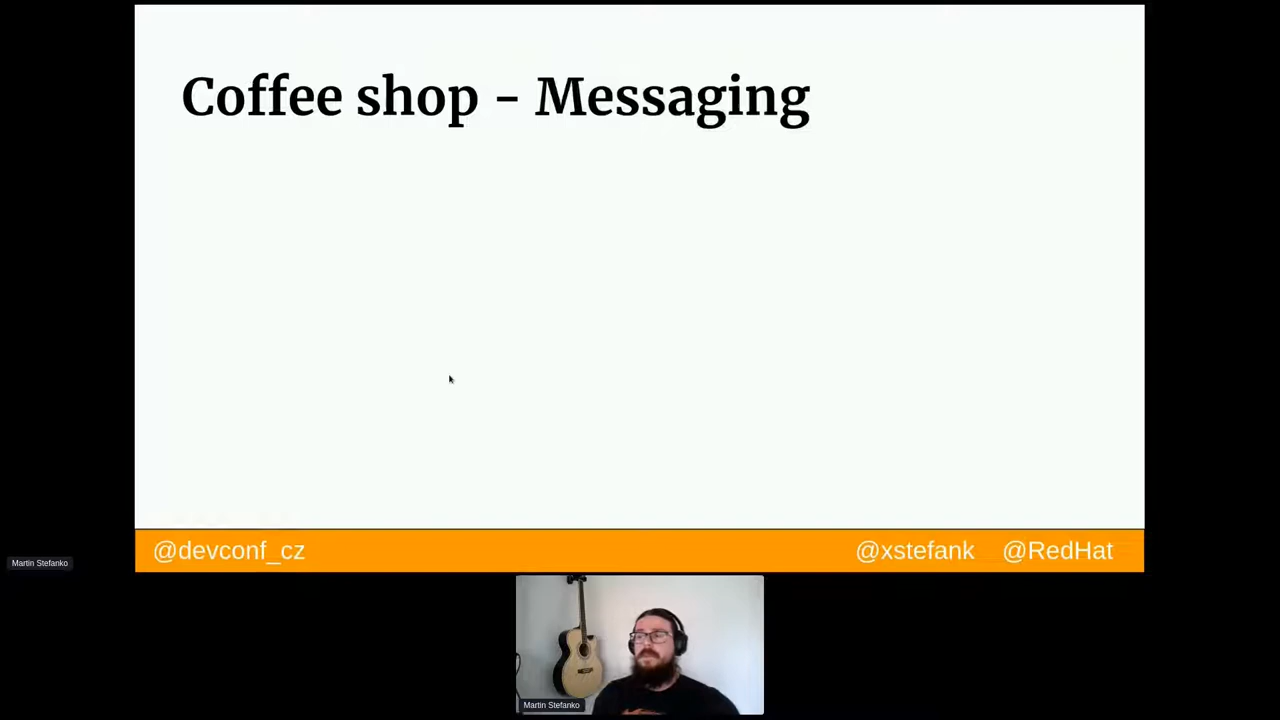 Coffee shop - Messaging
@devconf_cz
@xstefank @RedHat
Martin Stefanko
Martin Stefanko